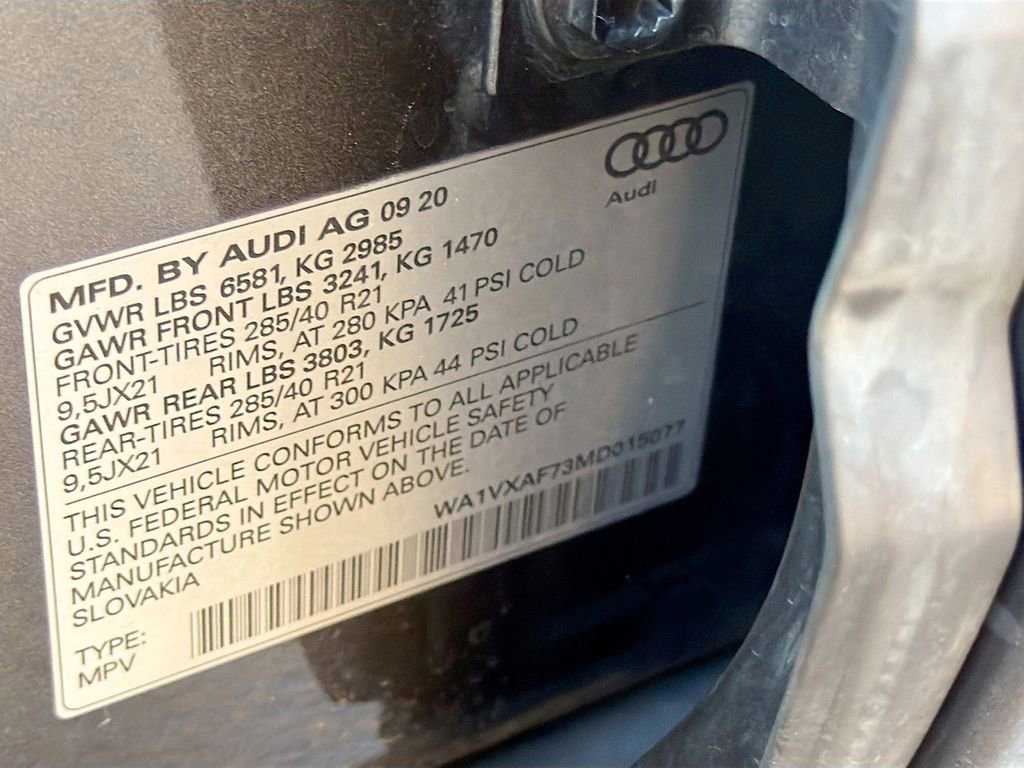 Audi
MFD. BY AUDI AG 09 20
GVWR LBS 6581, KG 2985
GAWR FRONT LBS 3241, KG 1470
FRONT-TIRES 285/40 R21
9,5JX21 RIMS, AT 280 KPA 41 PSI COLD
GAWR REAR LBS 3803, KG 1725
REAR-TIRES 285/40 R21
9,5JX21 RIMS, AT 300 KPA 44 PSI COLD
THIS VEHICLE CONFORMS TO ALL APPLICABLE
U.S. FEDERAL MOTOR VEHICLE SAFETY
STANDARDS IN EFFECT ON THE DATE OF
MANUFACTURE SHOWN ABOVE.
SLOVAKIA
WA1VXAF73MD015077
TYPE:
MPV